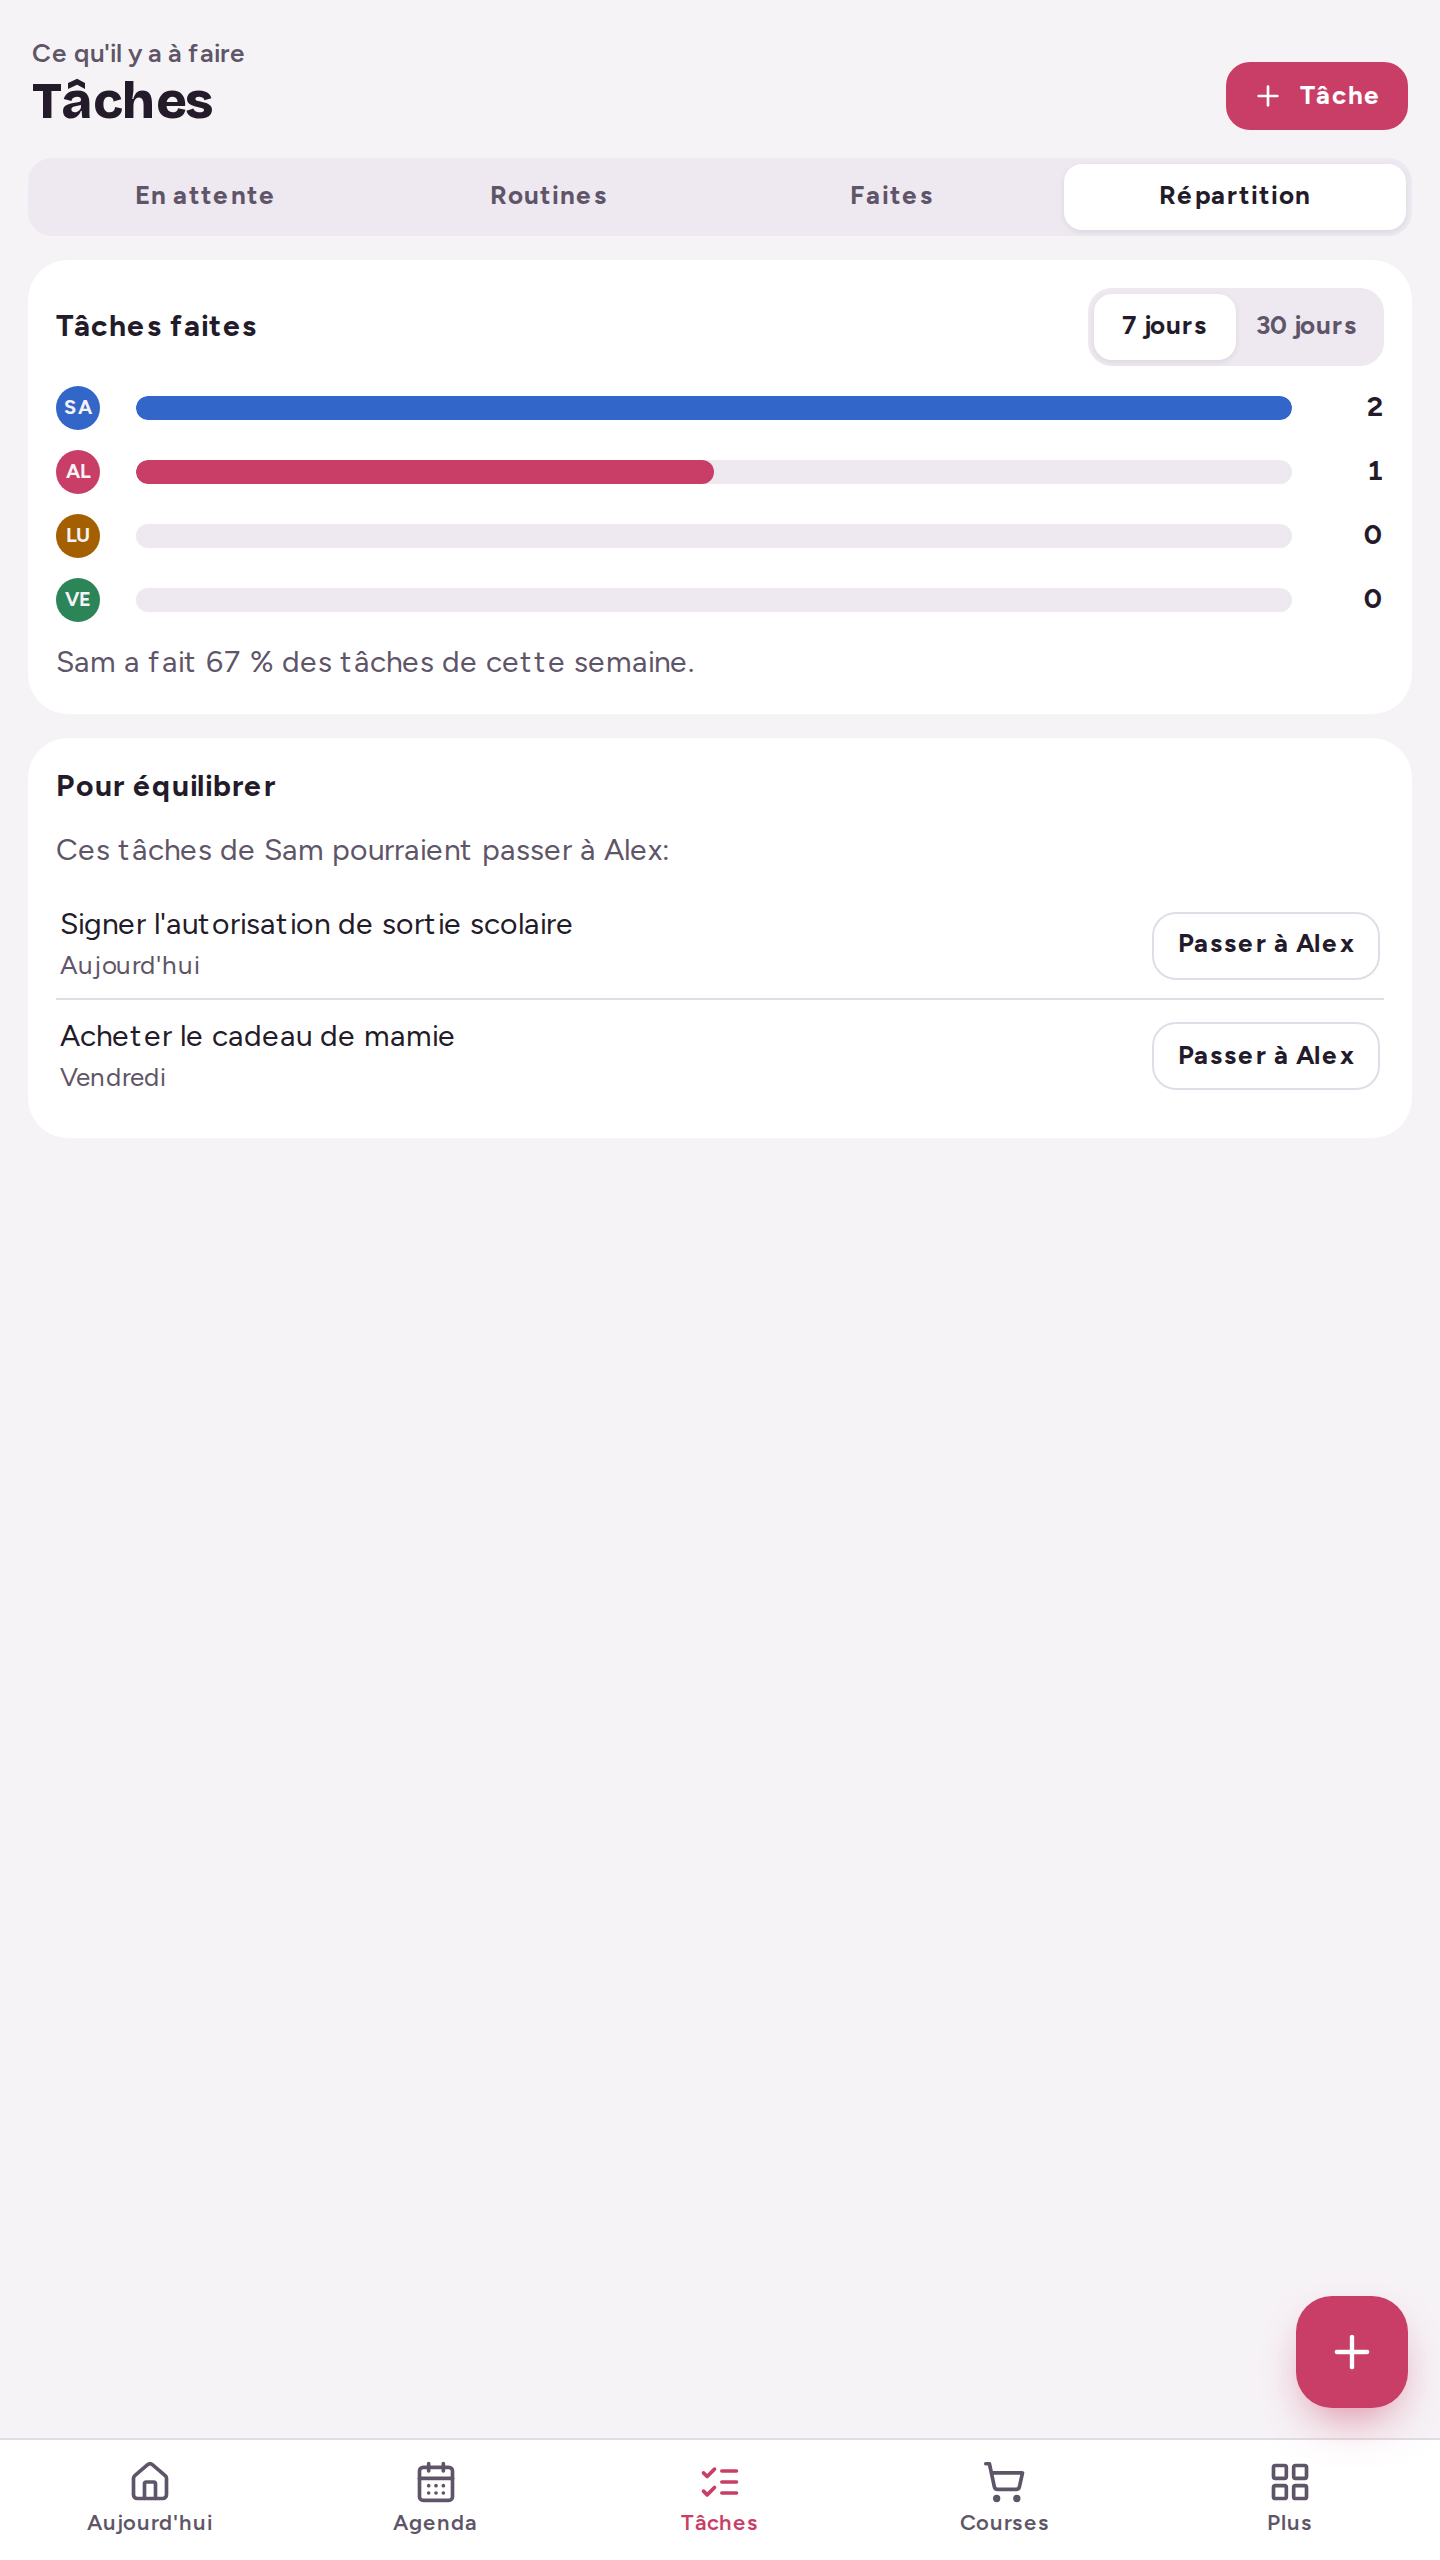 Ce qu'il y a à faire
Tâches
Tâche
En attente
Routines
Faites
Répartition
Tâches faites
7 jours
30 jours
SA
2
AL
1
LU
0
VE
0
Sam a fait 67 % des tâches de cette semaine.
Pour équilibrer
Ces tâches de Sam pourraient passer à Alex:
Signer l'autorisation de sortie scolaire
Aujourd'hui
Passer à Alex
Acheter le cadeau de mamie
Vendredi
Passer à Alex
Aujourd'hui
Agenda
Tâches
Courses
Plus